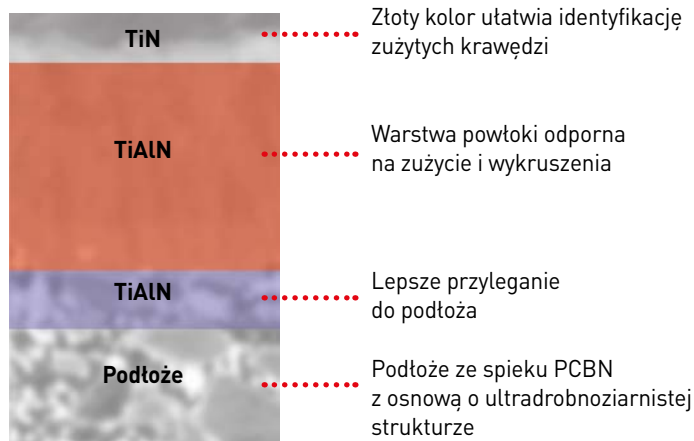 TiN
Złoty kolor ułatwia identyfikację
zużytych krawędzi
TiAlN
Warstwa powłoki odporna
na zużycie i wykruszenia
TiAlN
Lepsze przyleganie
do podłoża
Podłoże
Podłoże ze spieku PCBN
z osnową o ultradrobnoziarnistej
strukturze